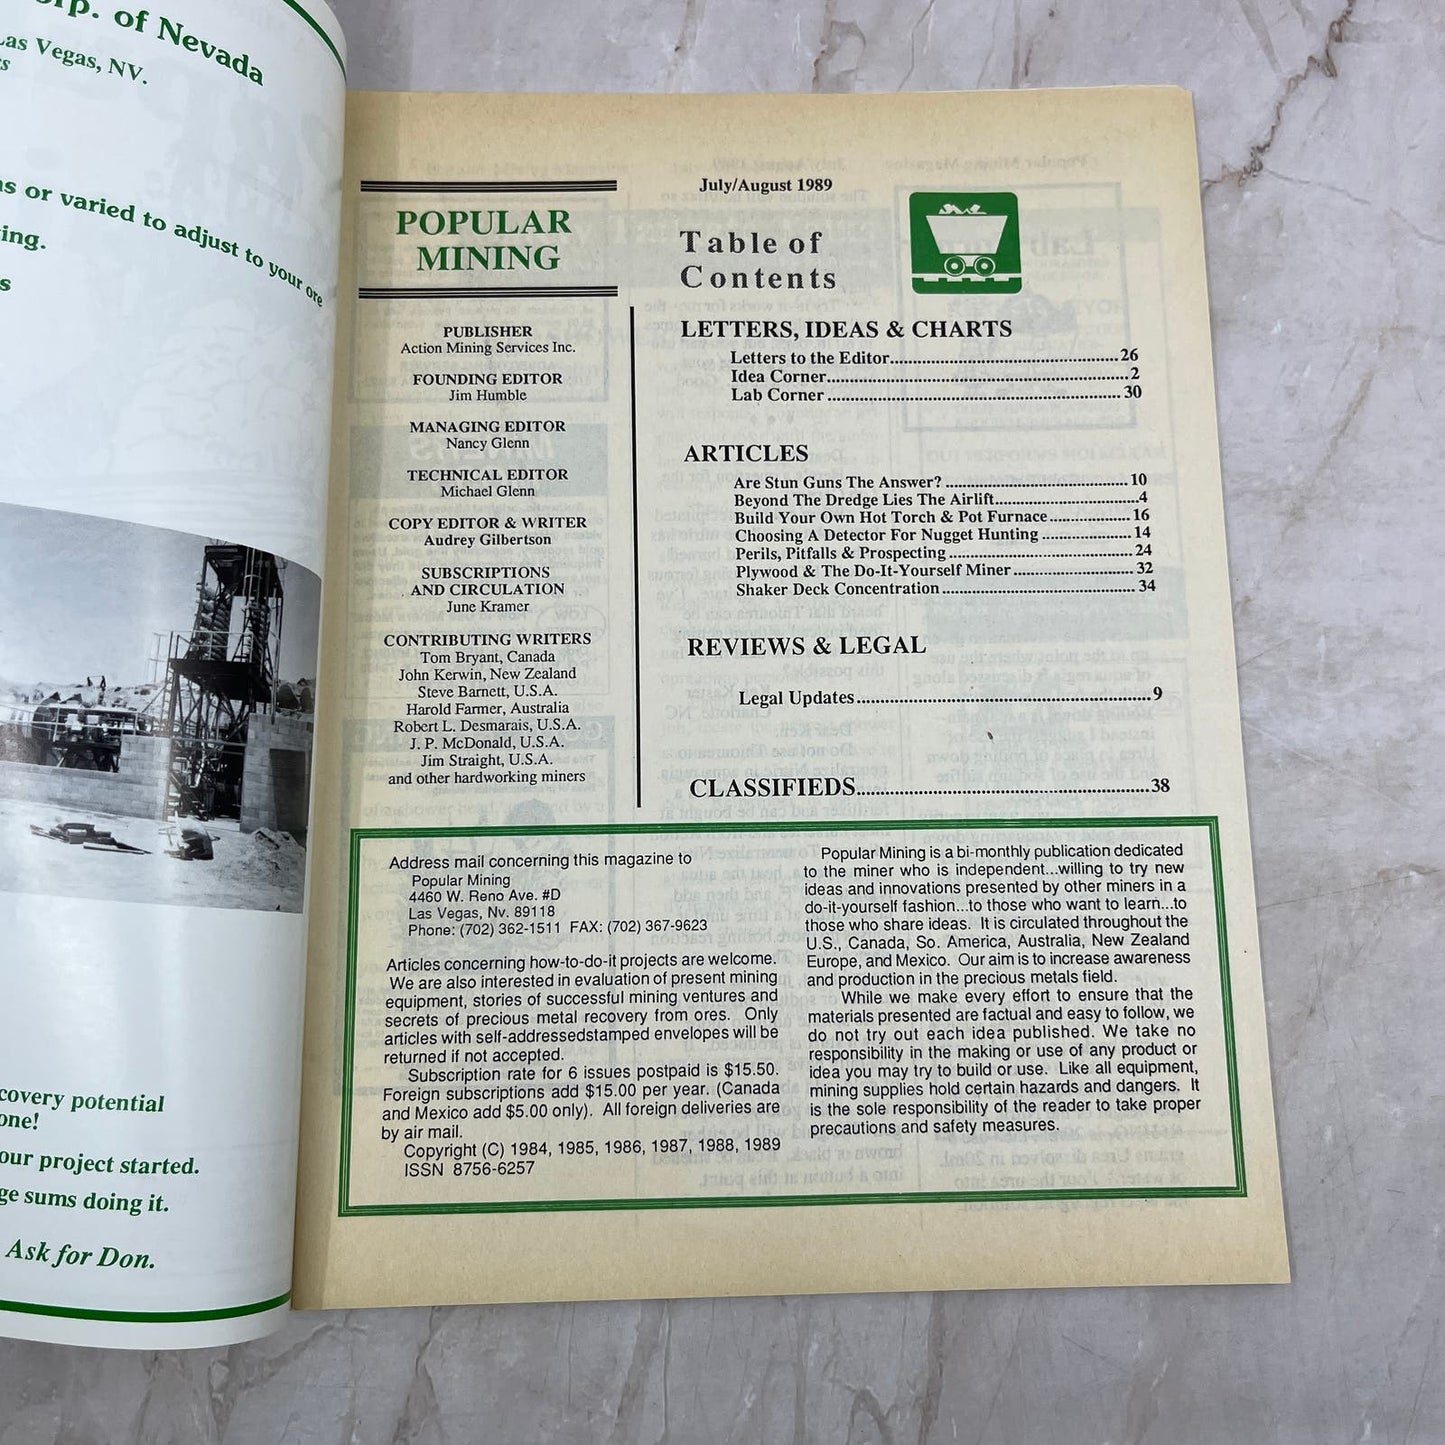 orp. of Nevada
Las Vegas, NV.
s or varied to adjust to your ore
ing.
s
covery potential
one!
our project started.
ge sums doing it.
Ask for Don.
POPULAR
MINING
PUBLISHER
Action Mining Services Inc.
FOUNDING EDITOR
Jim Humble
MANAGING EDITOR
Nancy Glenn
TECHNICAL EDITOR
Michael Glenn
COPY EDITOR & WRITER
Audrey Gilbertson
SUBSCRIPTIONS
AND CIRCULATION
June Kramer
CONTRIBUTING WRITERS
Tom Bryant, Canada
John Kerwin, New Zealand
Steve Barnett, U.S.A.
Harold Farmer, Australia
Robert L. Desmarais, U.S.A.
J. P. McDonald, U.S.A.
Jim Straight, U.S.A.
and other hardworking miners
July/August 1989
Table of
Contents
LETTERS, IDEAS & CHARTS
Letters to the Editor.....26
Idea Corner.....2
Lab Corner.....30
ARTICLES
Are Stun Guns The Answer?.....10
Beyond The Dredge Lies The Airlift.....4
Build Your Own Hot Torch & Pot Furnace.....16
Choosing A Detector For Nugget Hunting.....14
Perils, Pitfalls & Prospecting.....24
Plywood & The Do-It-Yourself Miner.....32
Shaker Deck Concentration.....34
REVIEWS & LEGAL
Legal Updates.....9
CLASSIFIEDS.....38
Address mail concerning this magazine to
Popular Mining
4460 W. Reno Ave. #D
Las Vegas, Nv. 89118
Phone: (702) 362-1511 FAX: (702) 367-9623
Articles concerning how-to-do-it projects are welcome.
We are also interested in evaluation of present mining
equipment, stories of successful mining ventures and
secrets of precious metal recovery from ores. Only
articles with self-addressedstamped envelopes will be
returned if not accepted.
Subscription rate for 6 issues postpaid is $15.50.
Foreign subscriptions add $15.00 per year. (Canada
and Mexico add $5.00 only). All foreign deliveries are
by air mail.
Copyright (C) 1984, 1985, 1986, 1987, 1988, 1989
ISSN 8756-6257
Popular Mining is a bi-monthly publication dedicated
to the miner who is independent...willing to try new
ideas and innovations presented by other miners in a
do-it-yourself fashion...to those who want to learn...to
those who share ideas. It is circulated throughout the
U.S., Canada, So. America, Australia, New Zealand
Europe, and Mexico. Our aim is to increase awareness
and production in the precious metals field.
While we make every effort to ensure that the
materials presented are factual and easy to follow, we
do not try out each idea published. We take no
responsibility in the making or use of any product or
idea you may try to build or use. Like all equipment,
mining supplies hold certain hazards and dangers. It
is the sole responsibility of the reader to take proper
precautions and safety measures.